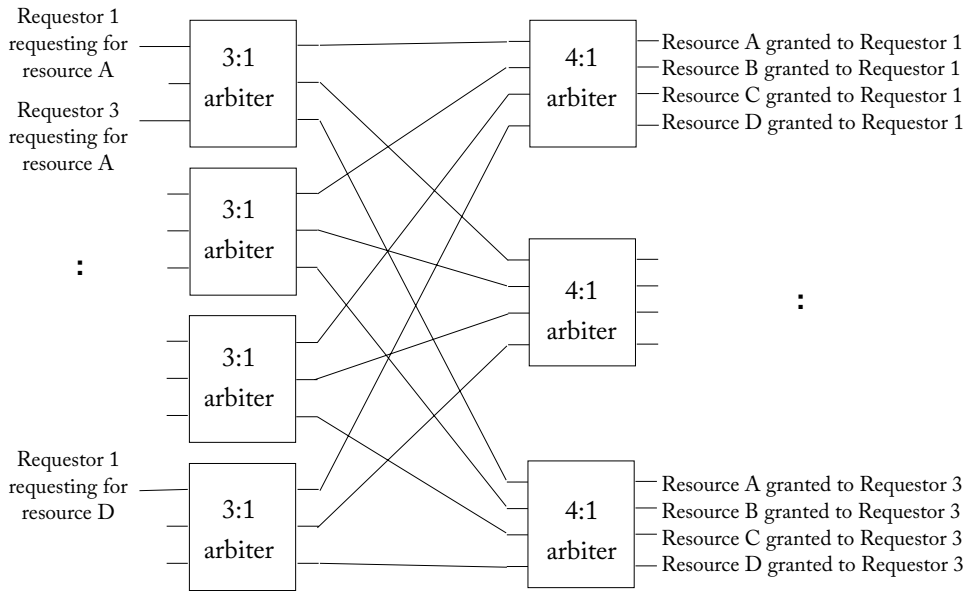 Requestor 1
requesting for
resource A
Requestor 3
requesting for
resource A
:
Requestor 1
requesting for
resource D
3:1
arbiter
3:1
arbiter
3:1
arbiter
3:1
arbiter
4:1
arbiter
4:1
arbiter
4:1
arbiter
Resource A granted to Requestor 1
Resource B granted to Requestor 1
Resource C granted to Requestor 1
Resource D granted to Requestor 1
:
Resource A granted to Requestor 3
Resource B granted to Requestor 3
Resource C granted to Requestor 3
Resource D granted to Requestor 3